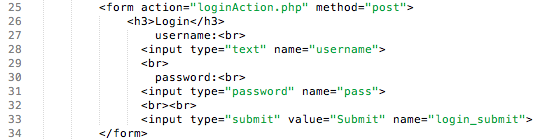 25 <form action="loginAction.php" method="post">
26 <h3>Login</h3>
27 username:<br>
28 <input type="text" name="username">
29 <br>
30 password:<br>
31 <input type="password" name="pass">
32 <br><br>
33 <input type="submit" value="Submit" name="login_submit">
34 </form>